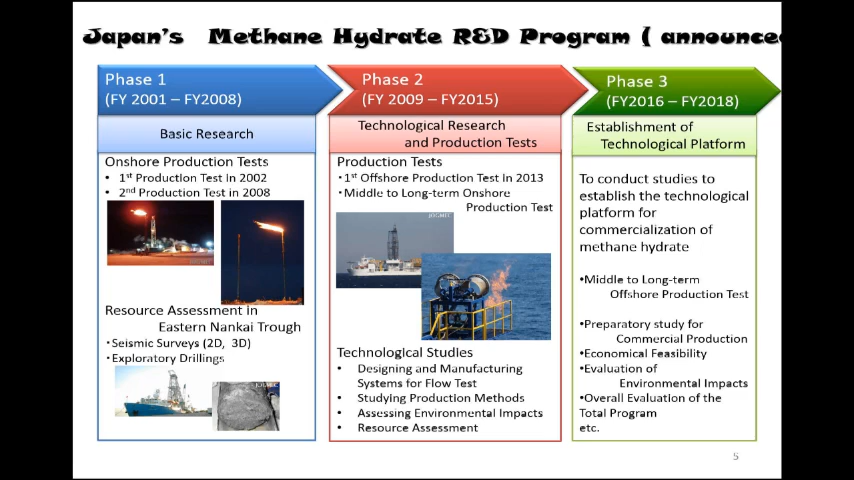 Japan's Methane Hydrate R&D Program ( announced
Phase 1
(FY 2001 – FY2008)
Basic Research
Onshore Production Tests
• 1st Production Test in 2002
• 2nd Production Test in 2008
Resource Assessment in
Eastern Nankai Trough
・Seismic Surveys (2D, 3D)
・Exploratory Drillings
JOGMEC
Phase 2
(FY 2009 – FY2015)
Technological Research
and Production Tests
Production Tests
・1st Offshore Production Test in 2013
・Middle to Long-term Onshore
Production Test
JOGMEC
Technological Studies
• Designing and Manufacturing
Systems for Flow Test
• Studying Production Methods
• Assessing Environmental Impacts
• Resource Assessment
Phase 3
(FY2016 – FY2018)
Establishment of
Technological Platform
To conduct studies to
establish the technological
platform for
commercialization of
methane hydrate
•Middle to Long-term
Offshore Production Test
•Preparatory study for
Commercial Production
•Economical Feasibility
•Evaluation of
Environmental Impacts
•Overall Evaluation of the
Total Program
etc.
5